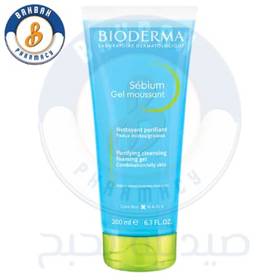 BAHBAH
PHARMACY
BIODERMA
LABORATOIRE DERMATOLOGIQUE
Sébium
Gel moussant
Nettoyant purifiant
Peaux mixtes/grasses
Purifying cleansing
foaming gel
Combination/oily skin
200 ml e 6.7 FL.OZ.